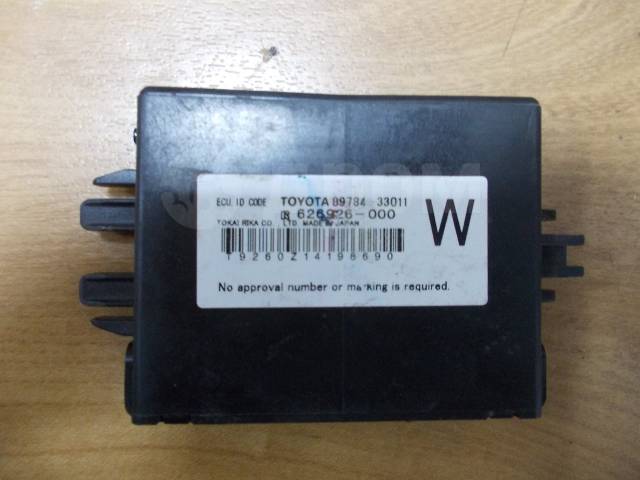 ECU, ID CODE TOYOTA 89784 - 33011
626926-000
TOKAI RIKA CO., LTD. MADE IN JAPAN
T9260Z14198690
W
No approval number or marking is required.